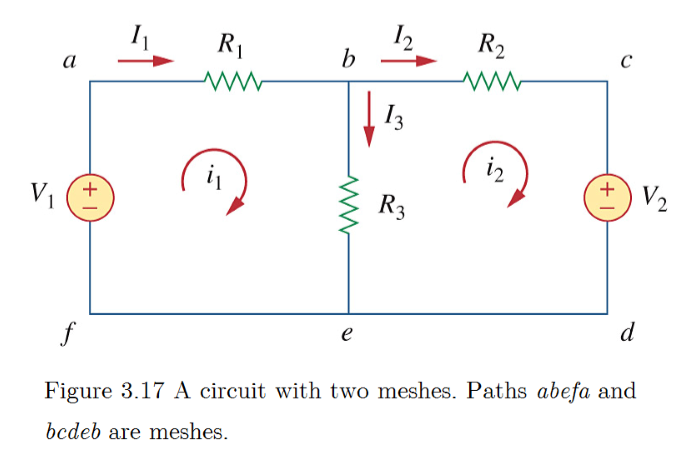 I1 R1 I2 R2
a b c
I3
i1 i2
V1 + − R3 + − V2
f e d
Figure 3.17 A circuit with two meshes. Paths abefa and
bcdeb are meshes.